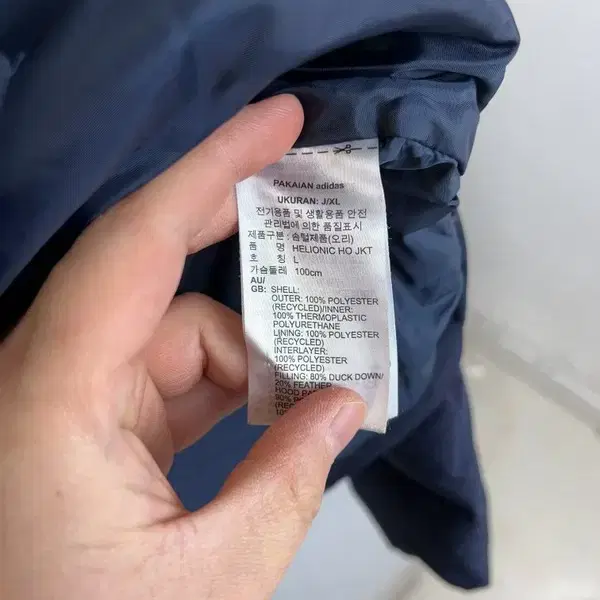 PAKAIAN adidas
UKURAN: J/XL
전기용품 및 생활용품 안전
관리법에 의한 품질표시
제품구분 : 솜털제품(오리)
품 명 HELIONIC HO JKT
호 칭 L
가슴둘레 100cm
AU/
GB: SHELL:
OUTER: 100% POLYESTER
(RECYCLED)/INNER:
100% THERMOPLASTIC
POLYURETHANE
LINING: 100% POLYESTER
(RECYCLED)
INTERLAYER:
100% POLYESTER
(RECYCLED)
FILLING: 80% DUCK DOWN/
20% FEATHER
HOOD
90%